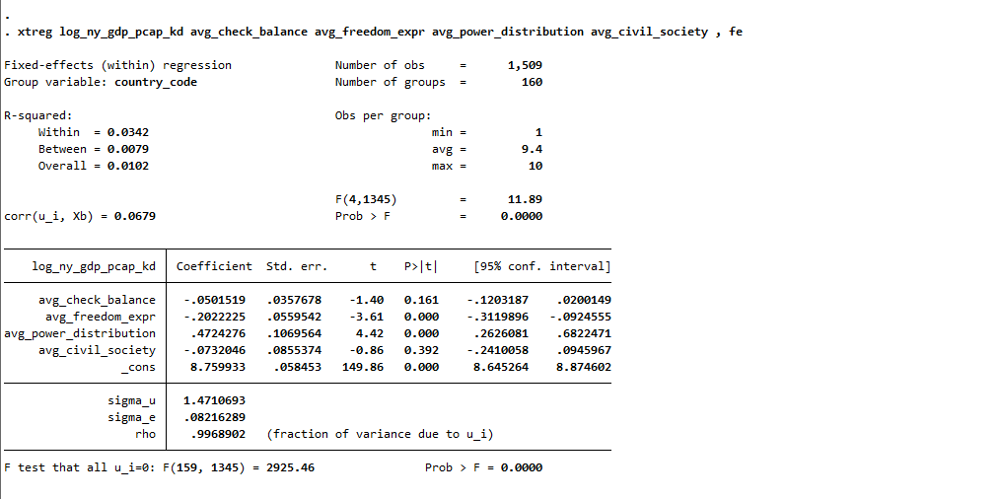 .
. xtreg log_ny_gdp_pcap_kd avg_check_balance avg_freedom_expr avg_power_distribution avg_civil_society , fe
Fixed-effects (within) regression Number of obs = 1,509
Group variable: country_code Number of groups = 160
R-squared: Obs per group:
Within = 0.0342 min = 1
Between = 0.0079 avg = 9.4
Overall = 0.0102 max = 10
F(4,1345) = 11.89
corr(u_i, Xb) = 0.0679 Prob > F = 0.0000
log_ny_gdp_pcap_kd Coefficient Std. err. t P>|t| [95% conf. interval]
avg_check_balance -.0501519 .0357678 -1.40 0.161 -.1203187 .0200149
avg_freedom_expr -.2022225 .0559542 -3.61 0.000 -.3119896 -.0924555
avg_power_distribution .4724276 .1069564 4.42 0.000 .2626081 .6822471
avg_civil_society -.0732046 .0855374 -0.86 0.392 -.2410058 .0945967
_cons 8.759933 .058453 149.86 0.000 8.645264 8.874602
sigma_u 1.4710693
sigma_e .08216289
rho .9968902 (fraction of variance due to u_i)
F test that all u_i=0: F(159, 1345) = 2925.46 Prob > F = 0.0000